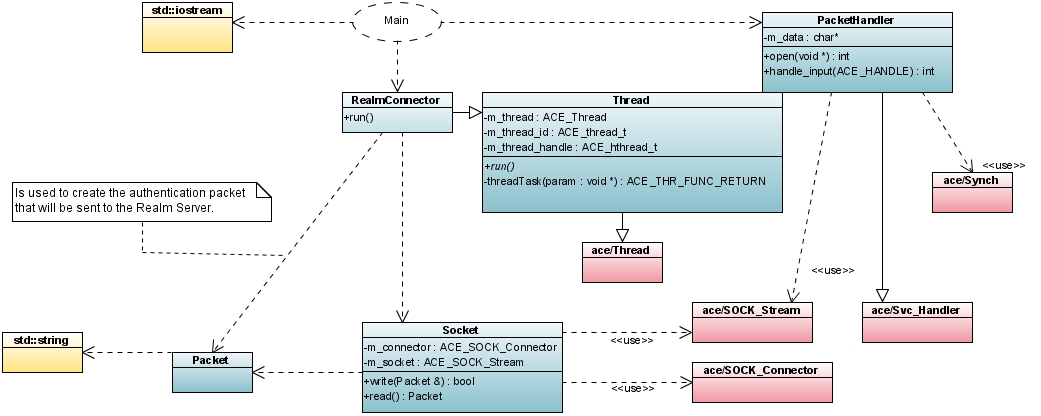 std::iostream
Main
PacketHandler
-m_data : char*
+open(void *) : int
+handle_input(ACE_HANDLE) : int
RealmConnector
+run()
Thread
-m_thread : ACE_Thread
-m_thread_id : ACE_thread_t
-m_thread_handle : ACE_hthread_t
+run()
-threadTask(param : void *) : ACE_THR_FUNC_RETURN
<<use>>
ace/Synch
Is used to create the authentication packet
that will be sent to the Realm Server.
ace/Thread
<<use>>
ace/SOCK_Stream
ace/Svc_Handler
std::string
Packet
Socket
-m_connector : ACE_SOCK_Connector
-m_socket : ACE_SOCK_Stream
+write(Packet &) : bool
+read() : Packet
<<use>>
ace/SOCK_Connector
<<use>>